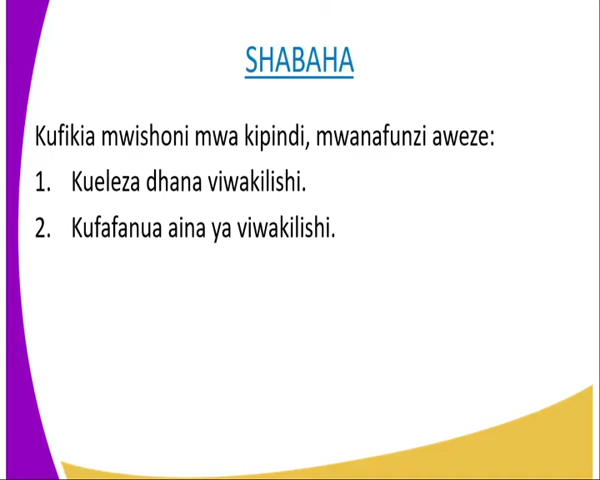 SHABAHA
Kufikia mwishoni mwa kipindi, mwanafunzi aweze:
1. Kueleza dhana viwakilishi.
2. Kufafanua aina ya viwakilishi.